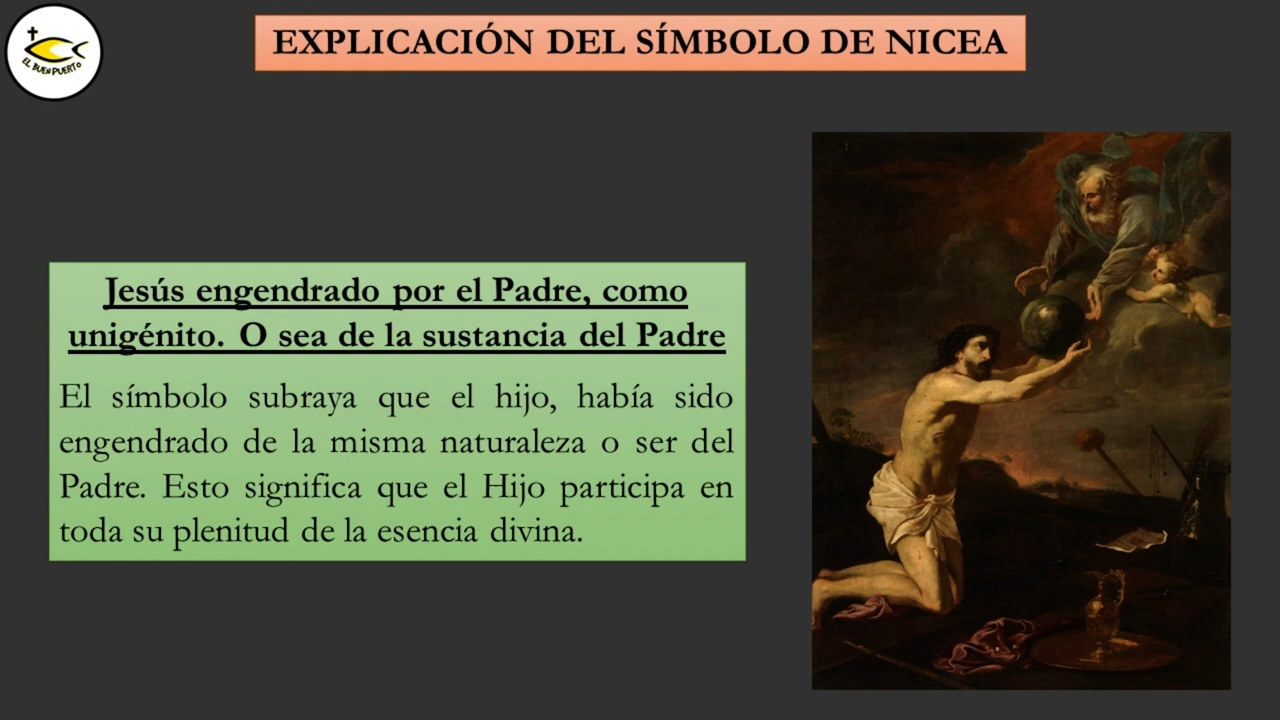 EL BUEN PUERTO
EXPLICACIÓN DEL SÍMBOLO DE NICEA
Jesús engendrado por el Padre, como
unigénito. O sea de la sustancia del Padre
El símbolo subraya que el hijo, había sido
engendrado de la misma naturaleza o ser del
Padre. Esto significa que el Hijo participa en
toda su plenitud de la esencia divina.